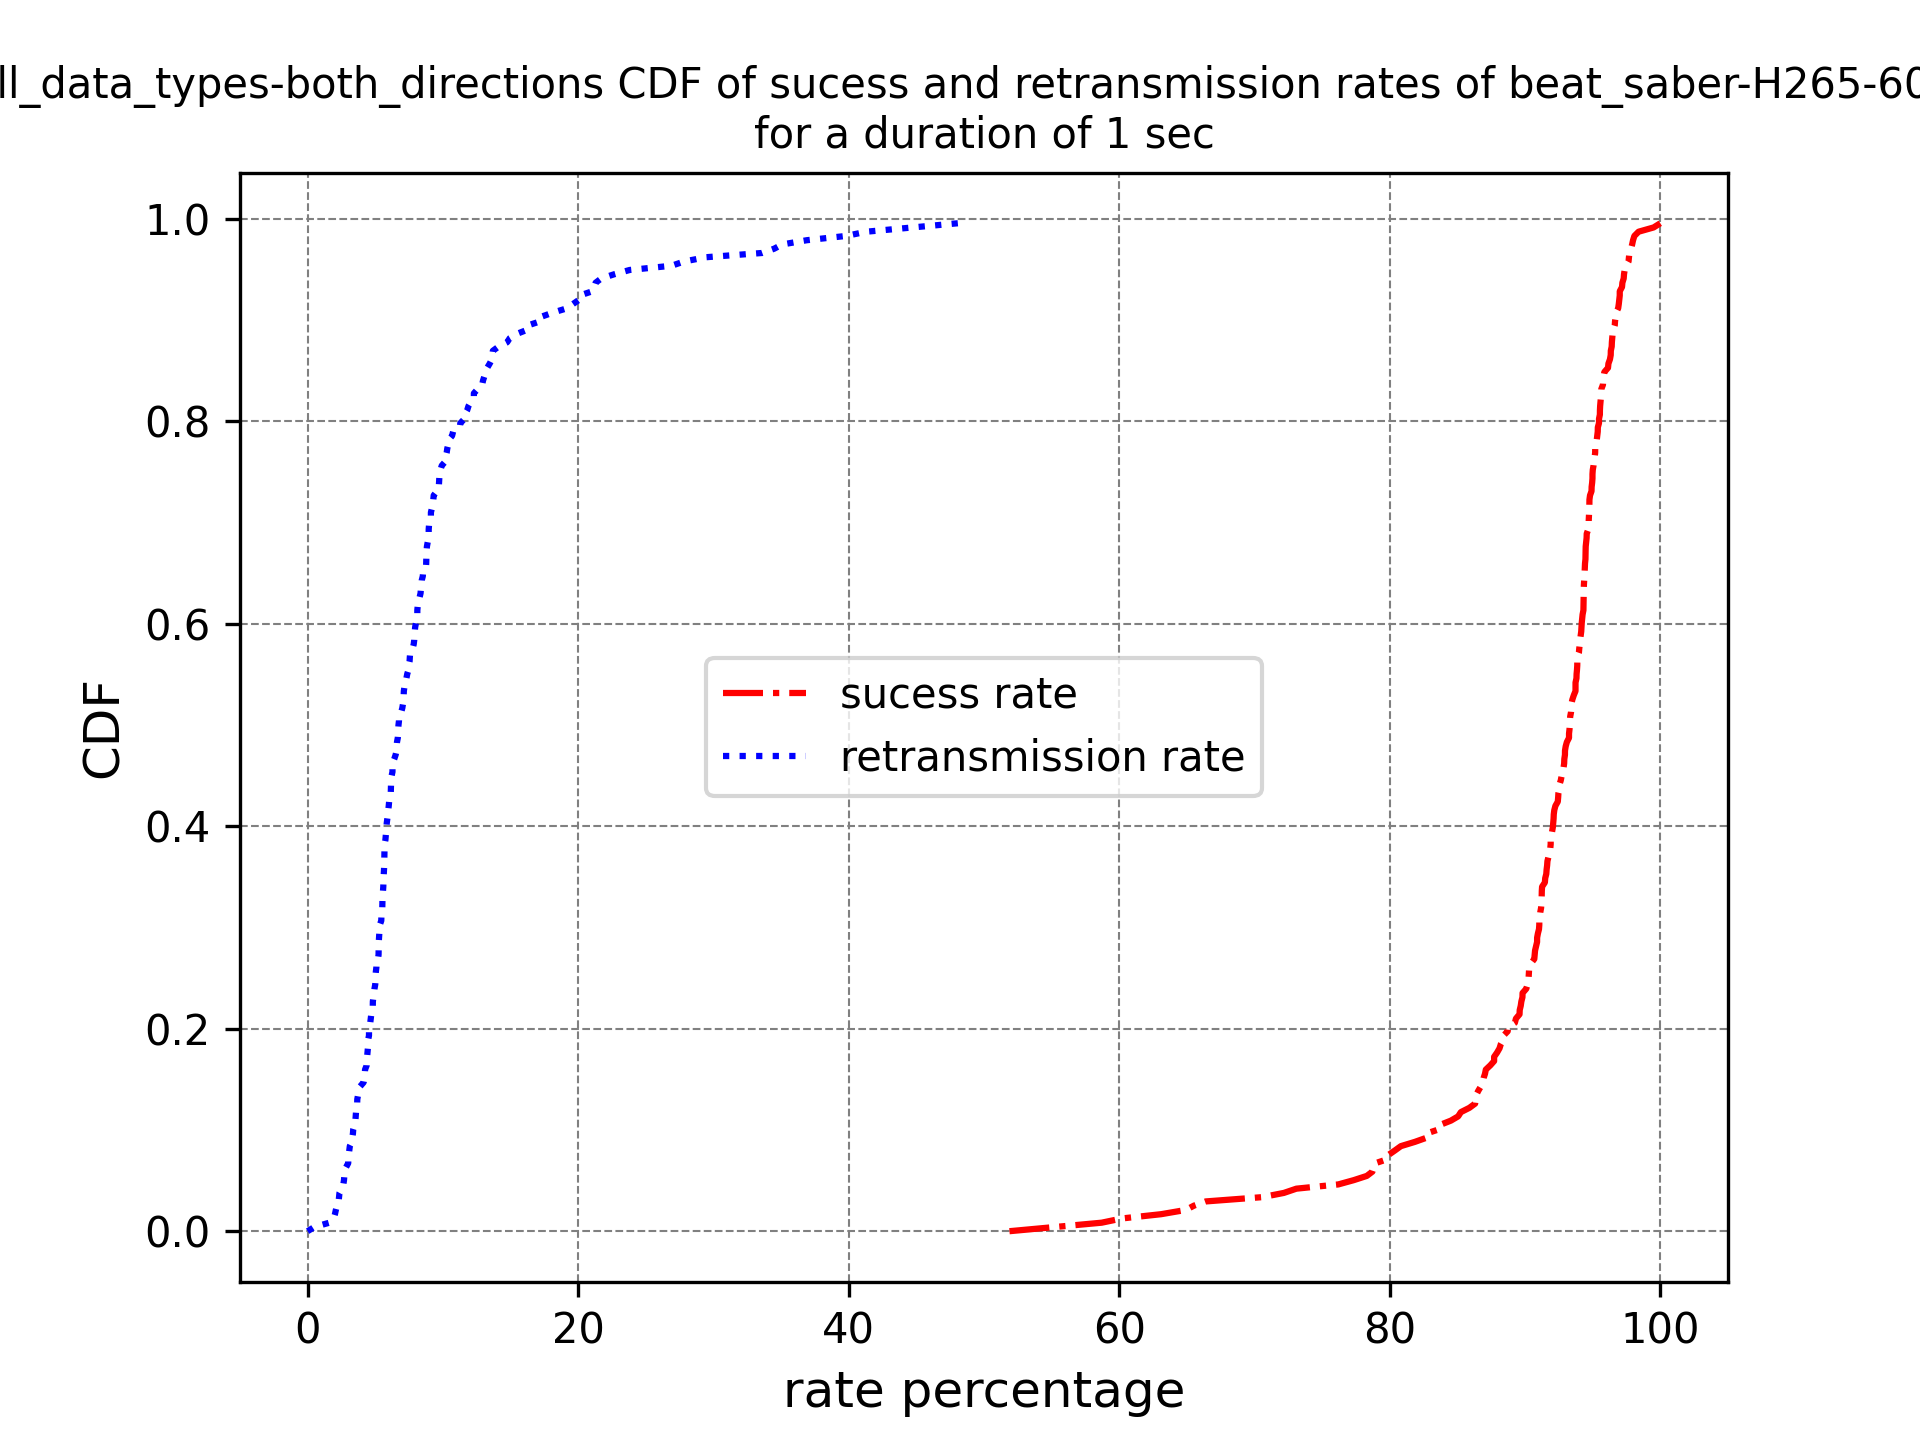 ll_data_types-both_directions CDF of sucess and retransmission rates of beat_saber-H265-60
for a duration of 1 sec
1.0
0.8
0.6
0.4
0.2
0.0
CDF
sucess rate
retransmission rate
0 20 40 60 80 100
rate percentage